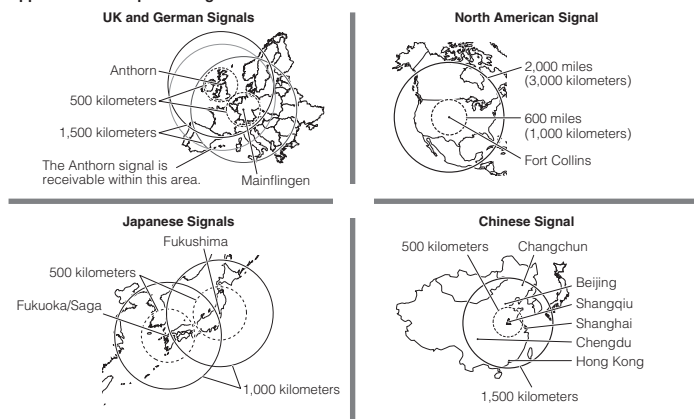 UK and German Signals
Anthorn
500 kilometers
1,500 kilometers
The Anthorn signal is
receivable within this area.
Mainflingen
North American Signal
2,000 miles
(3,000 kilometers)
600 miles
(1,000 kilometers)
Fort Collins
Japanese Signals
Fukushima
500 kilometers
Fukuoka/Saga
1,000 kilometers
Chinese Signal
500 kilometers
Changchun
Beijing
Shangqiu
Shanghai
Chengdu
Hong Kong
1,500 kilometers